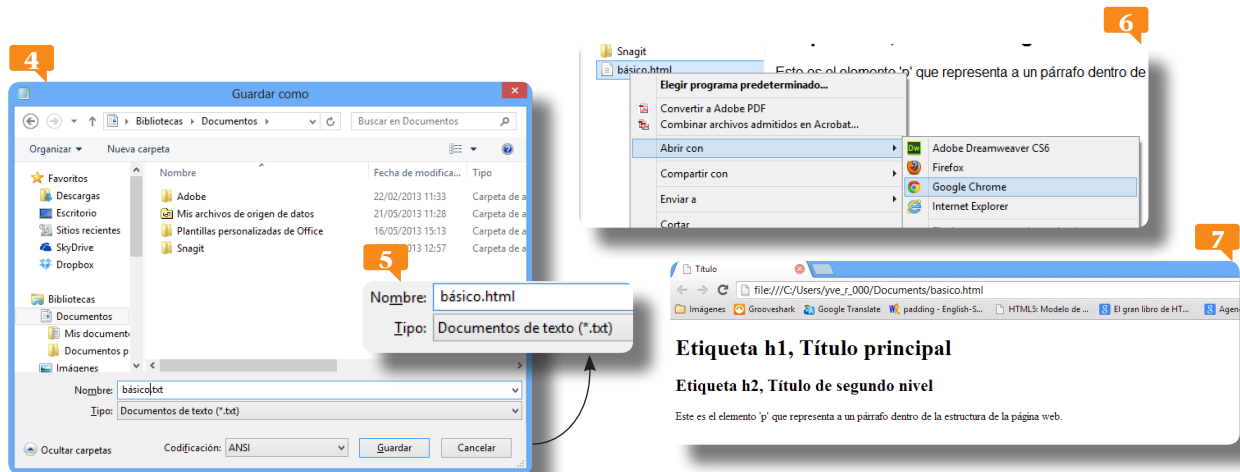 4
Guardar como
Bibliotecas Documentos
Buscar en Documentos
Organizar Nueva carpeta
Favoritos
Descargas
Escritorio
Sitios recientes
SkyDrive
Dropbox
Bibliotecas
Documentos
Mis document
Documentos p
Imágenes
Nombre Fecha de modifica... Tipo
Adobe 22/02/2013 11:33 Carpeta de a
Mis archivos de origen de datos 21/05/2013 11:28 Carpeta de a
Plantillas personalizadas de Office 16/05/2013 15:13 Carpeta de a
Snagit 2013 12:57 Carpeta de a
Nombre: básico.txt
Tipo: Documentos de texto (*.txt)
Ocultar carpetas Codificación: ANSI Guardar Cancelar
5
Nombre: básico.html
Tipo: Documentos de texto (*.txt)
6
Snagit
básico.html
Este es el elemento 'p' que representa a un párrafo dentro de
Elegir programa predeterminado...
Convertir a Adobe PDF
Combinar archivos admitidos en Acrobat...
Abrir con
Compartir con
Enviar a
Cortar
Adobe Dreamweaver CS6
Firefox
Google Chrome
Internet Explorer
7
Título
file:///C:/Users/yve_r_000/Documents/basico.html
Imágenes Grooveshark Google Translate padding - English-S... HTML5: Modelo de ... El gran libro de HT... Agen
Etiqueta h1, Título principal
Etiqueta h2, Título de segundo nivel
Este es el elemento 'p' que representa a un párrafo dentro de la estructura de la página web.